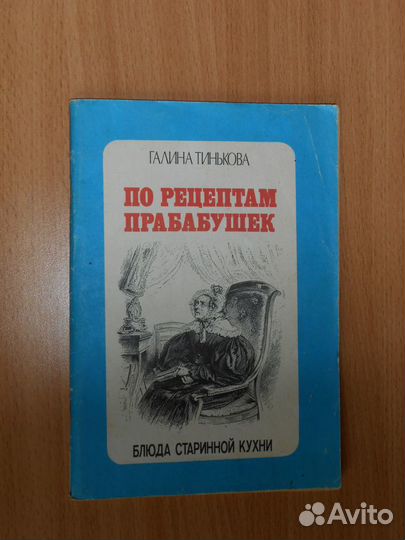 ГАЛИНА ТИНЬКОВА
ПО РЕЦЕПТАМ
ПРАБАБУШЕК
БЛЮДА СТАРИННОЙ КУХНИ
Avito